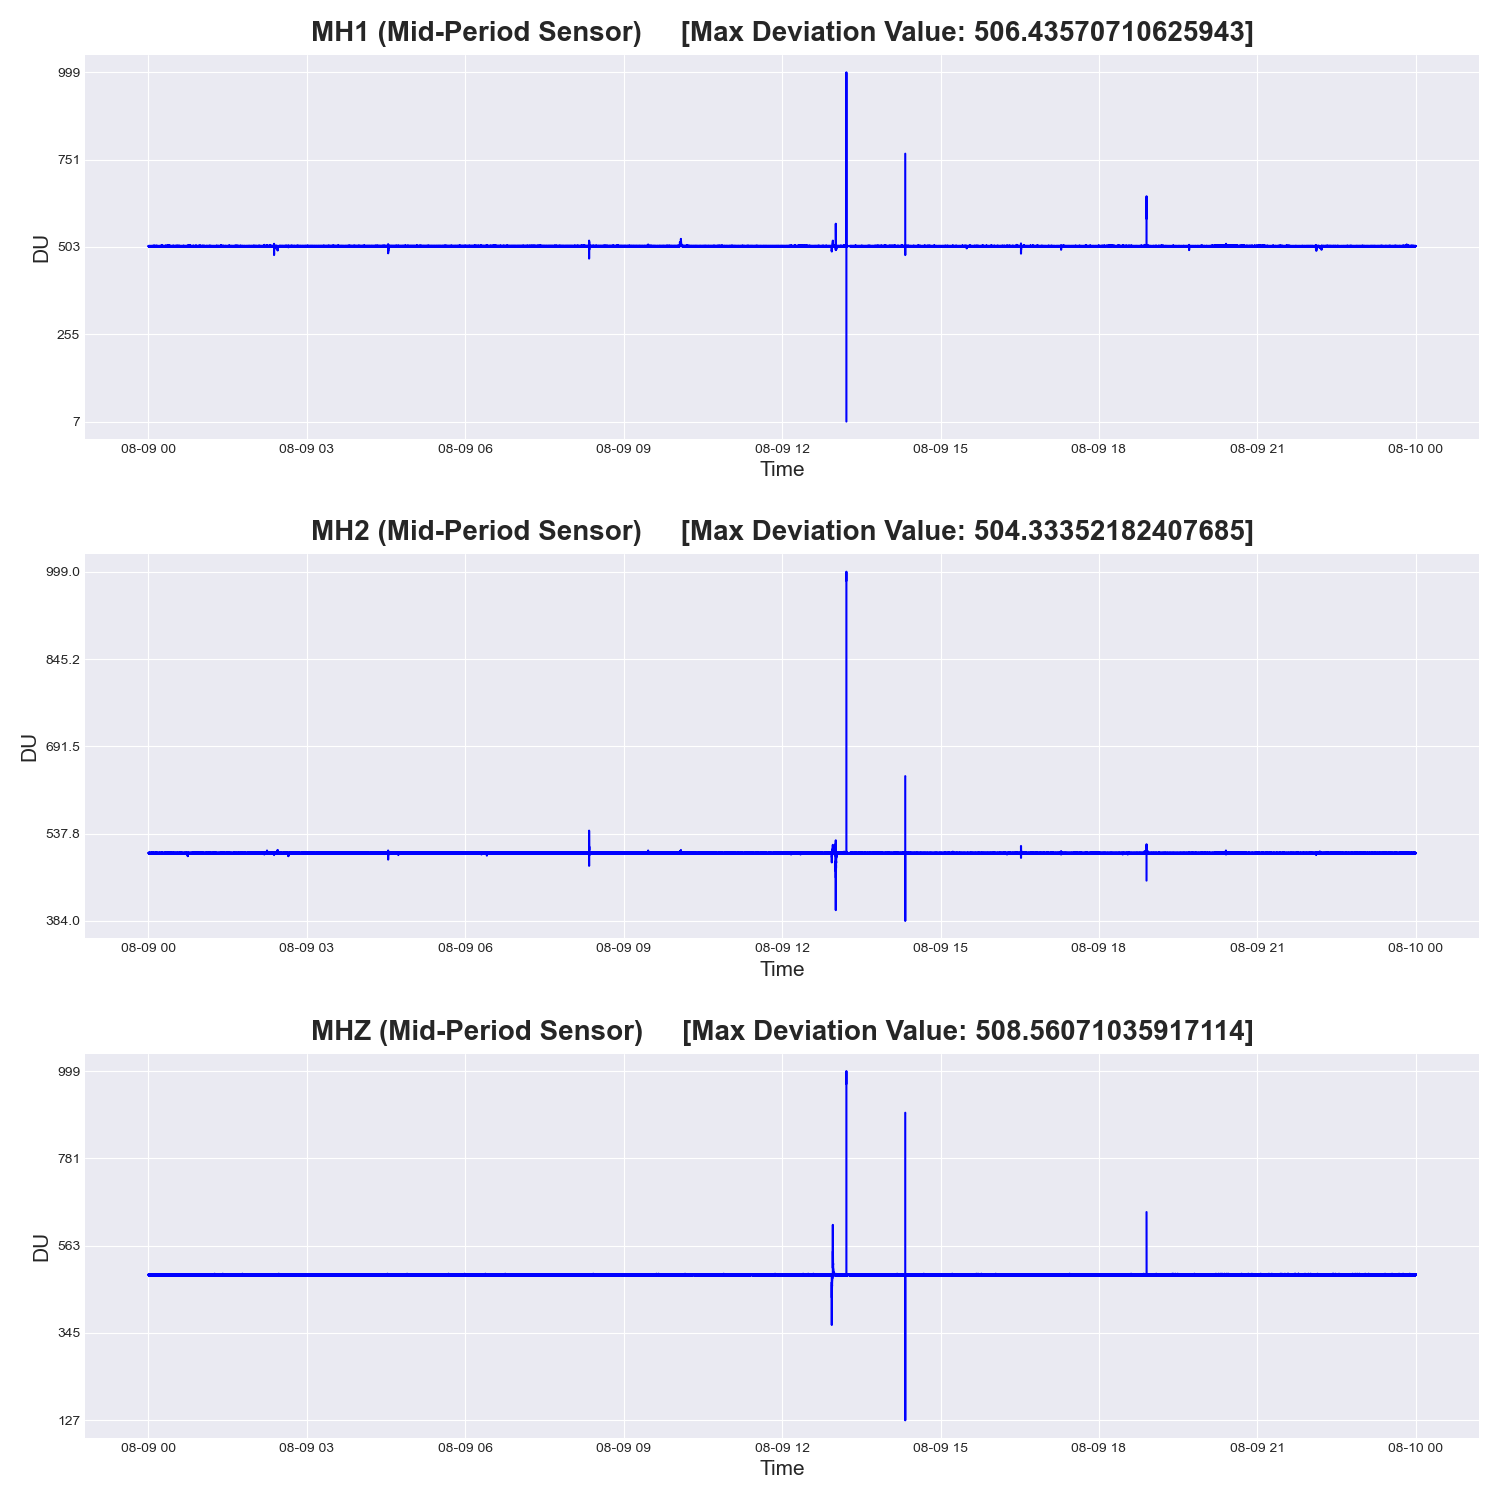 MH1 (Mid-Period Sensor)     [Max Deviation Value: 506.43570710625943]
999
751
503
255
7
DU
08-09 00 08-09 03 08-09 06 08-09 09 08-09 12 08-09 15 08-09 18 08-09 21 08-10 00
Time
MH2 (Mid-Period Sensor)     [Max Deviation Value: 504.33352182407685]
999.0
845.2
691.5
537.8
384.0
DU
08-09 00 08-09 03 08-09 06 08-09 09 08-09 12 08-09 15 08-09 18 08-09 21 08-10 00
Time
MHZ (Mid-Period Sensor)     [Max Deviation Value: 508.56071035917114]
999
781
563
345
127
DU
08-09 00 08-09 03 08-09 06 08-09 09 08-09 12 08-09 15 08-09 18 08-09 21 08-10 00
Time